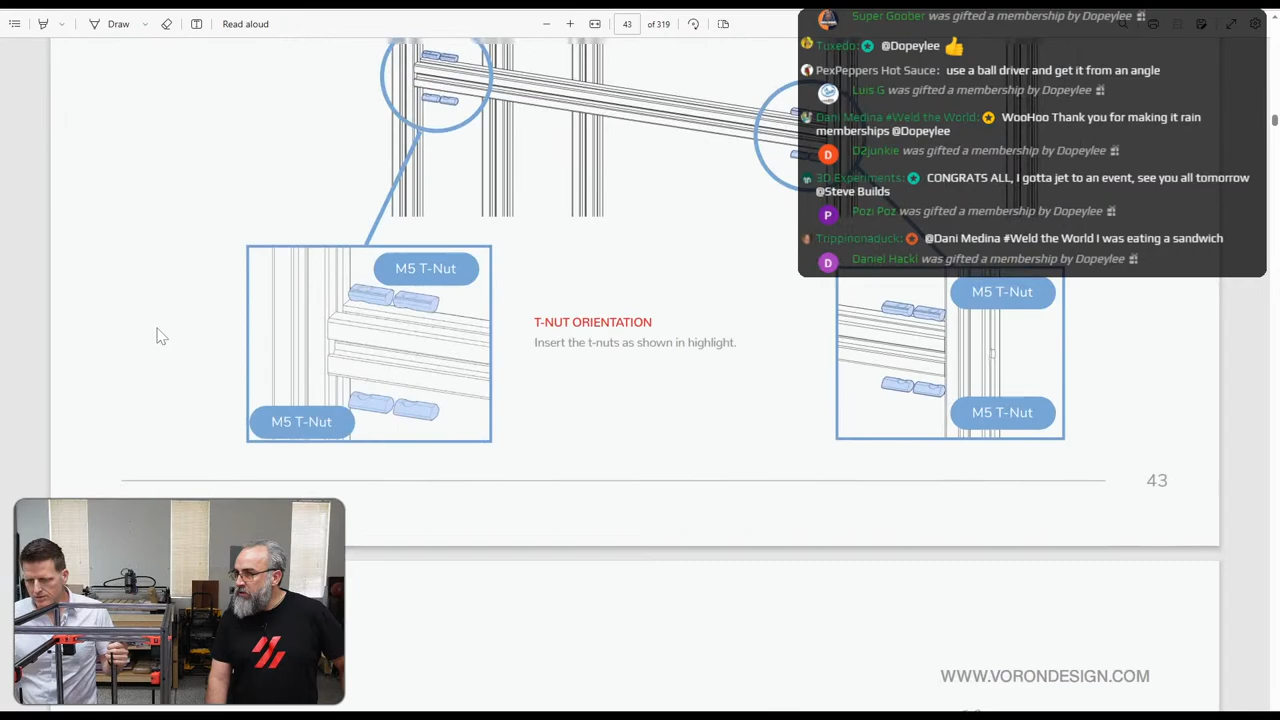 Draw
Read aloud
43 of 319
Super Goober was gifted a membership by Dopeylee
Tuxedo: @Dopeylee
PexPeppers Hot Sauce: use a ball driver and get it from an angle
Luis G was gifted a membership by Dopeylee
Dani Medina #Weld the World: WooHoo Thank you for making it rain
memberships @Dopeylee
D D2junkie was gifted a membership by Dopeylee
3D Experiments: CONGRATS ALL, I gotta jet to an event, see you all tomorrow
@Steve Builds
P Pozi Poz was gifted a membership by Dopeylee
Trippinonaduck: @Dani Medina #Weld the World I was eating a sandwich
D Daniel Hackl was gifted a membership by Dopeylee
M5 T-Nut
M5 T-Nut
T-NUT ORIENTATION
Insert the t-nuts as shown in highlight.
M5 T-Nut
M5 T-Nut
43
WWW.VORONDESIGN.COM